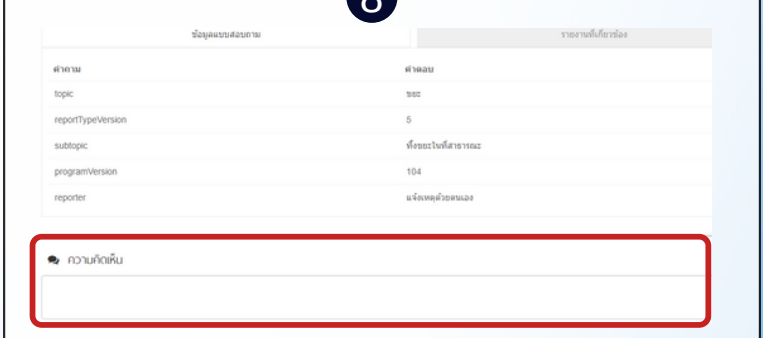 8
ข้อมูลแบบสอบถาม รายงานที่เกี่ยวข้อง
คำถาม คำตอบ
topic ขยะ
reportTypeVersion 5
subtopic ทิ้งขยะในที่สาธารณะ
programVersion 104
reporter แจ้งเหตุด้วยตนเอง
ความคิดเห็น